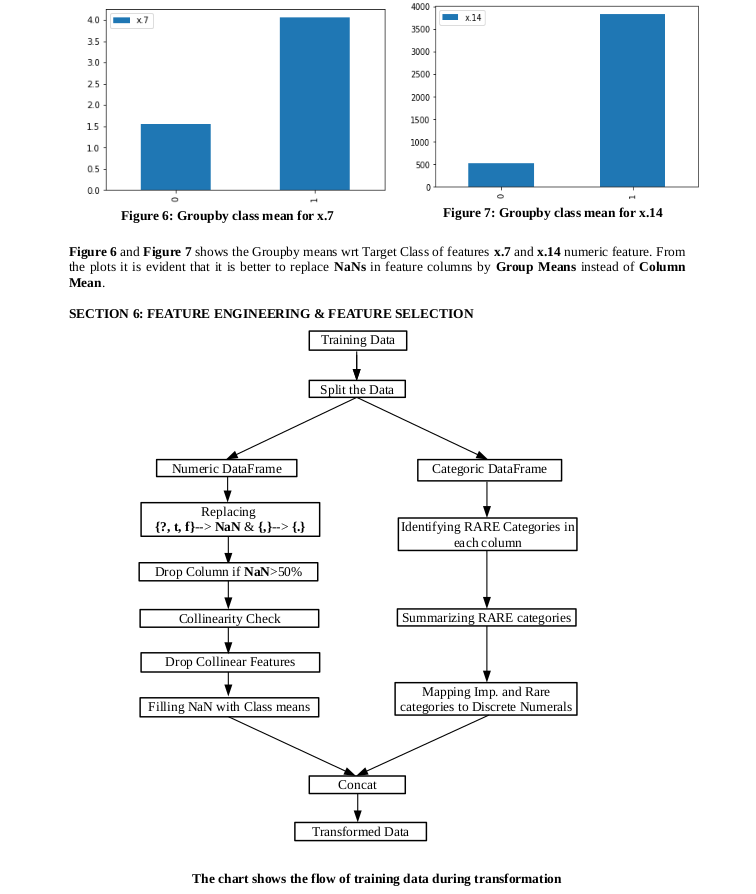 4.0
3.5
3.0
2.5
2.0
1.5
1.0
0.5
0.0
x.7
0
1
Figure 6: Groupby class mean for x.7
4000
3500
3000
2500
2000
1500
1000
500
0
x.14
0
1
Figure 7: Groupby class mean for x.14
Figure 6 and Figure 7 shows the Groupby means wrt Target Class of features x.7 and x.14 numeric feature. From
the plots it is evident that it is better to replace NaNs in feature columns by Group Means instead of Column
Mean.
SECTION 6: FEATURE ENGINEERING & FEATURE SELECTION
Training Data
Split the Data
Numeric DataFrame
Replacing
{?, t, f}--> NaN & {,}--> {.}
Drop Column if NaN>50%
Collinearity Check
Drop Collinear Features
Filling NaN with Class means
Categoric DataFrame
Identifying RARE Categories in
each column
Summarizing RARE categories
Mapping Imp. and Rare
categories to Discrete Numerals
Concat
Transformed Data
The chart shows the flow of training data during transformation